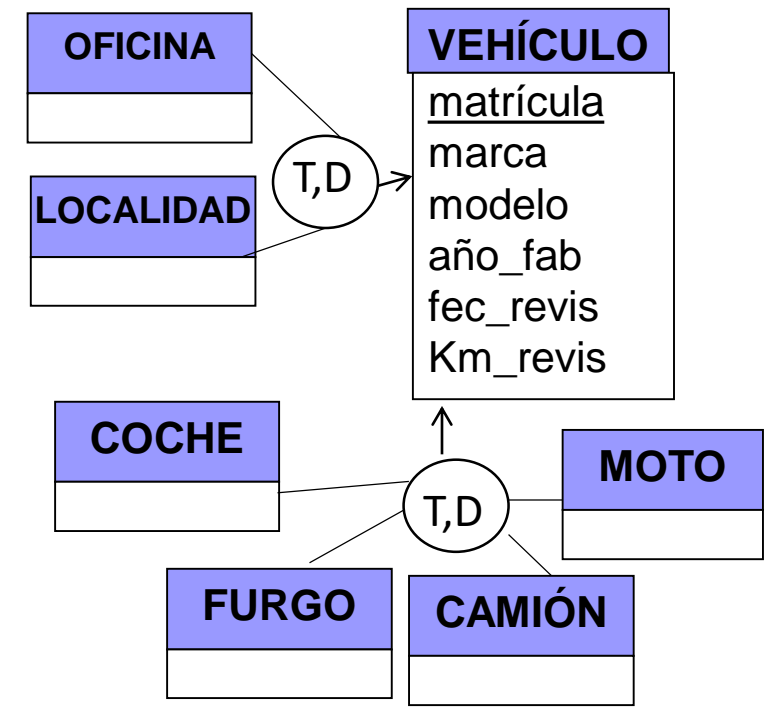 OFICINA
VEHÍCULO
matrícula
marca
modelo
año_fab
fec_revis
Km_revis
T,D
LOCALIDAD
COCHE
T,D
MOTO
FURGO
CAMIÓN